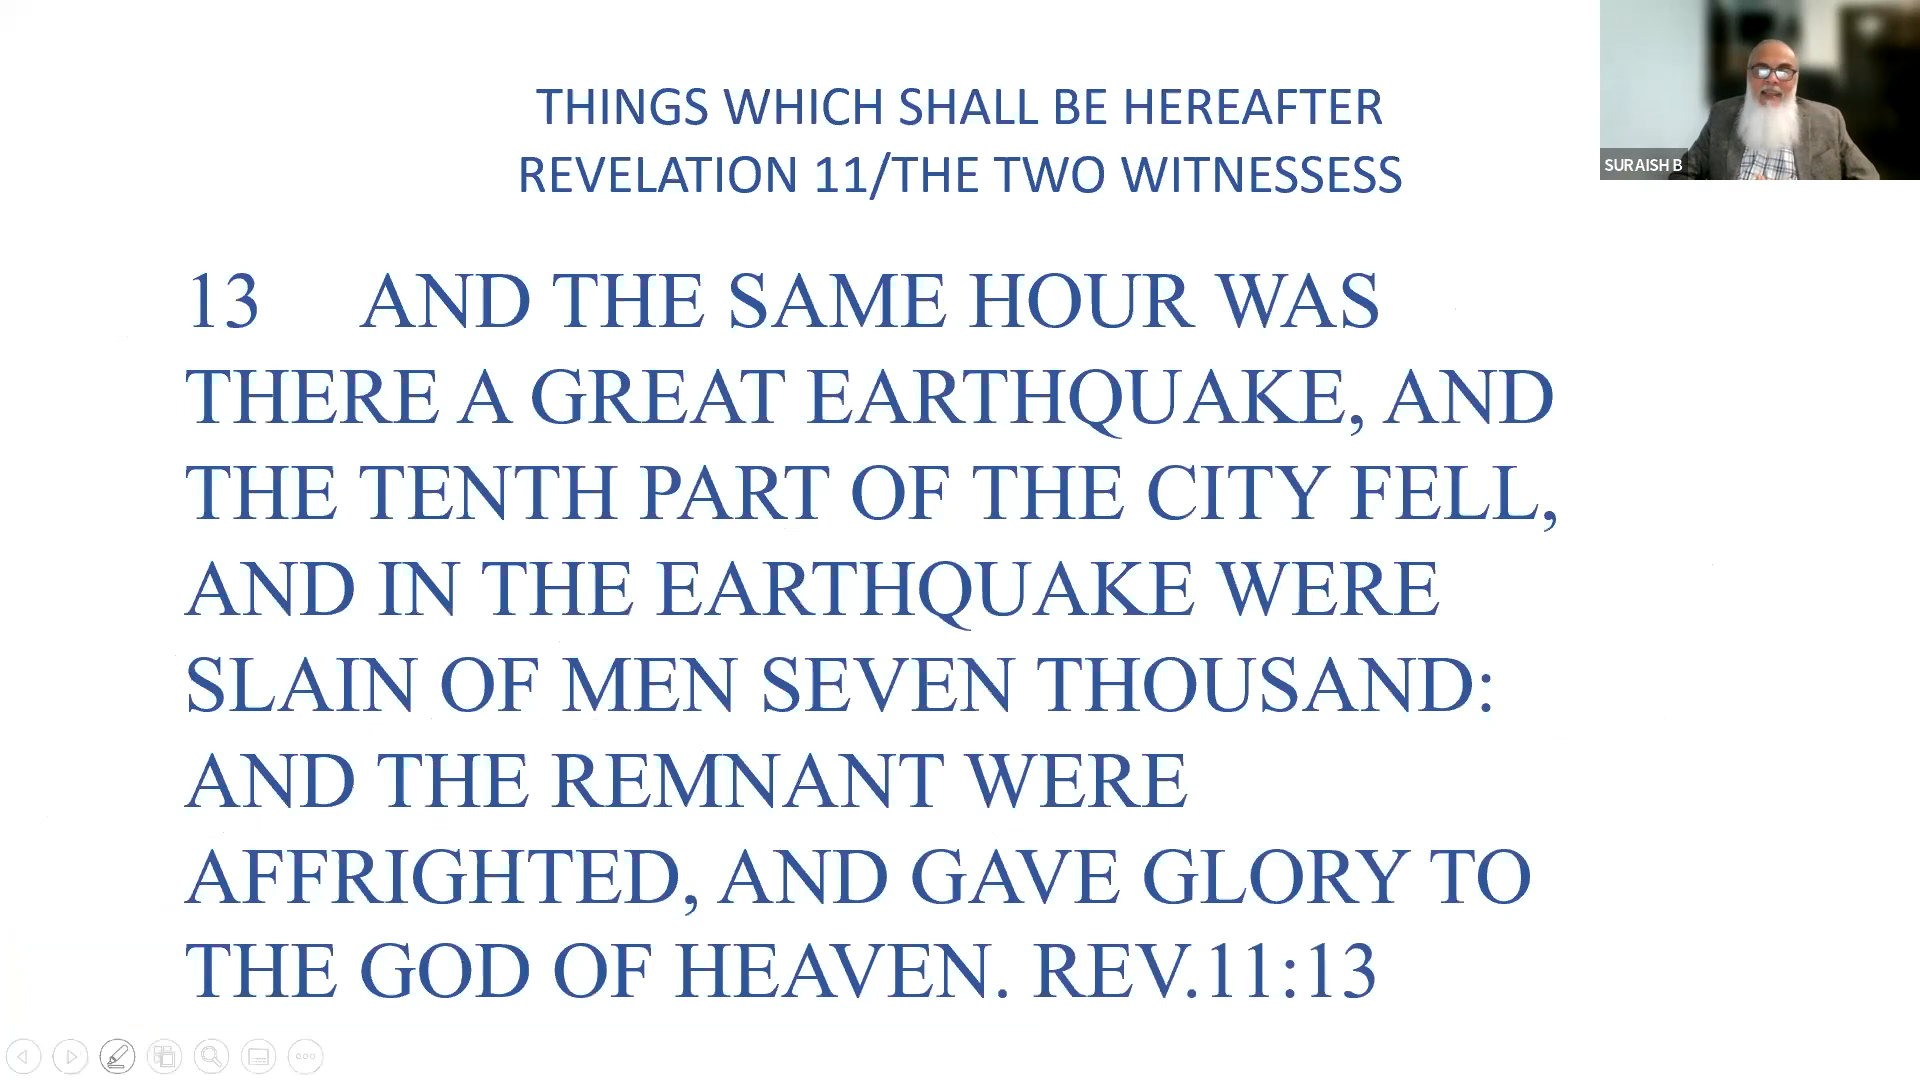 THINGS WHICH SHALL BE HEREAFTER
REVELATION 11/THE TWO WITNESSESS
SURAISH B
13 AND THE SAME HOUR WAS
THERE A GREAT EARTHQUAKE, AND
THE TENTH PART OF THE CITY FELL,
AND IN THE EARTHQUAKE WERE
SLAIN OF MEN SEVEN THOUSAND:
AND THE REMNANT WERE
AFFRIGHTED, AND GAVE GLORY TO
THE GOD OF HEAVEN. REV.11:13